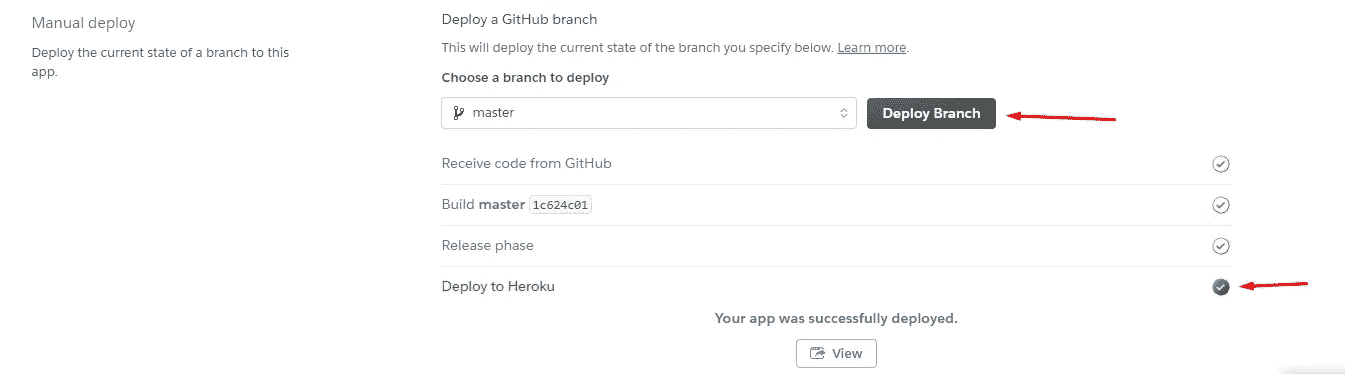 Manual deploy
Deploy the current state of a branch to this
app.
Deploy a GitHub branch
This will deploy the current state of the branch you specify below. Learn more.
Choose a branch to deploy
master
Deploy Branch
Receive code from GitHub
Build master 1c624c01
Release phase
Deploy to Heroku
Your app was successfully deployed.
View